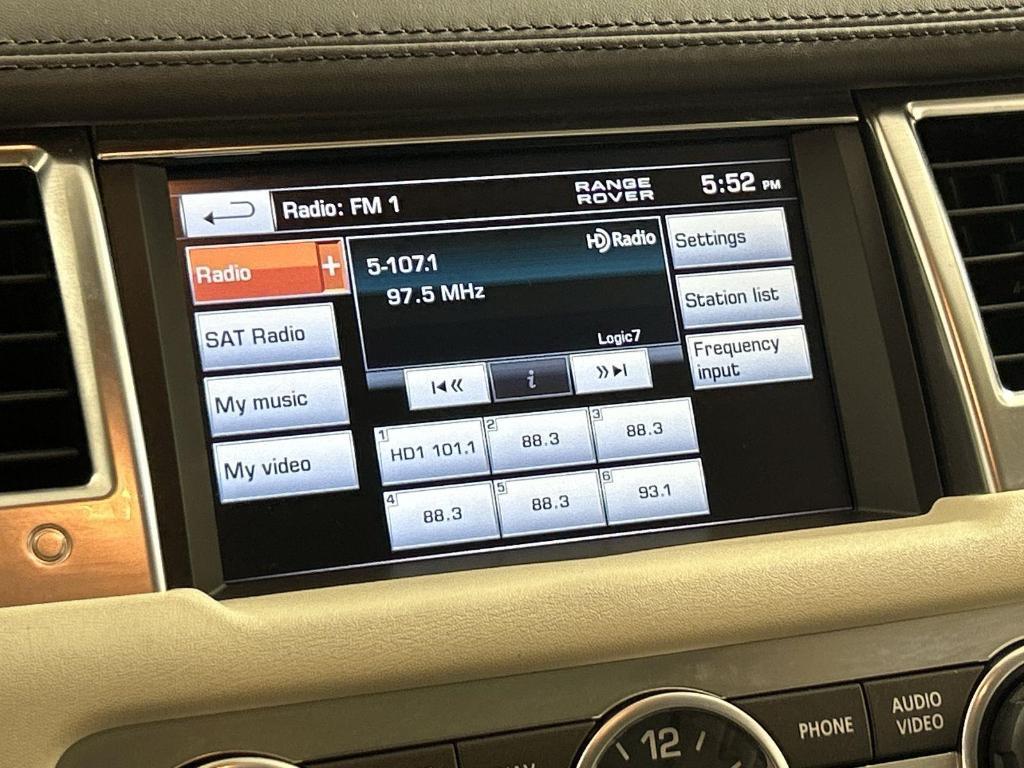 Radio: FM 1
RANGE
ROVER
5:52 PM
Radio
+
SAT Radio
My music
My video
HD Radio
5-107.1
97.5 MHz
Logic7
i
Settings
Station list
Frequency
input
1
HD1 101.1
2
88.3
3
88.3
4
88.3
5
88.3
6
93.1
12
PHONE
AUDIO
VIDEO